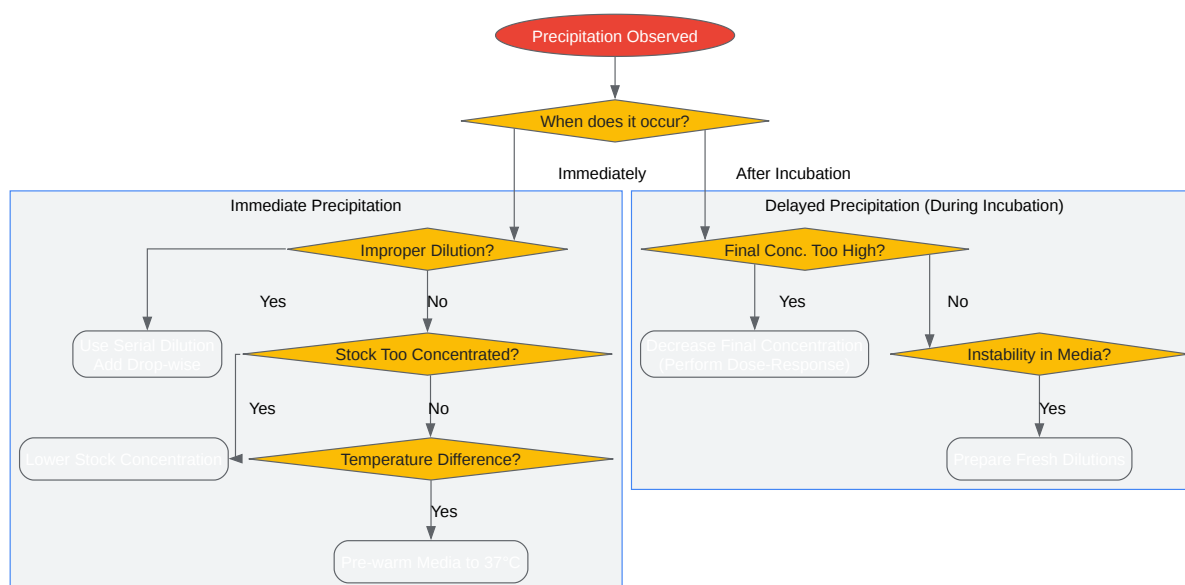 Precipitation Observed
When does it occur?
Immediately
After Incubation
Immediate Precipitation
Delayed Precipitation (During Incubation)
Improper Dilution?
Final Conc. Too High?
Yes
No
Yes
No
Use Serial Dilution
Add Drop-wise
Stock Too Concentrated?
Decrease Final Concentration
(Perform Dose-Response)
Instability in Media?
Yes
No
Yes
Lower Stock Concentration
Temperature Difference?
Prepare Fresh Dilutions
Yes
Pre-warm Media to 37°C